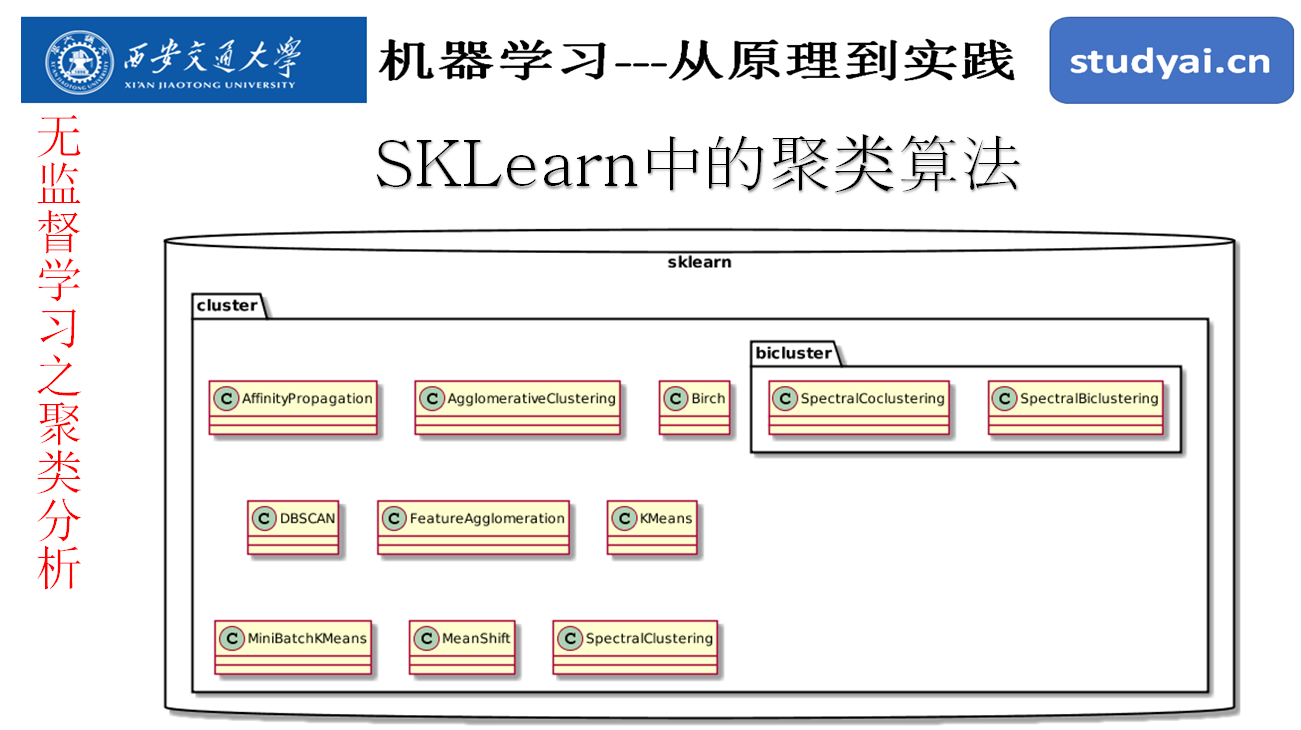 西安交通大學
XI'AN JIAOTONG UNIVERSITY
机器学习---从原理到实践
studyai.cn
无监督学习之聚类分析
SKLearn中的聚类算法
sklearn
cluster
bicluster
C AffinityPropagation
C AgglomerativeClustering
C Birch
C SpectralCoclustering
C SpectralBiclustering
C DBSCAN
C FeatureAgglomeration
C KMeans
C MiniBatchKMeans
C MeanShift
C SpectralClustering